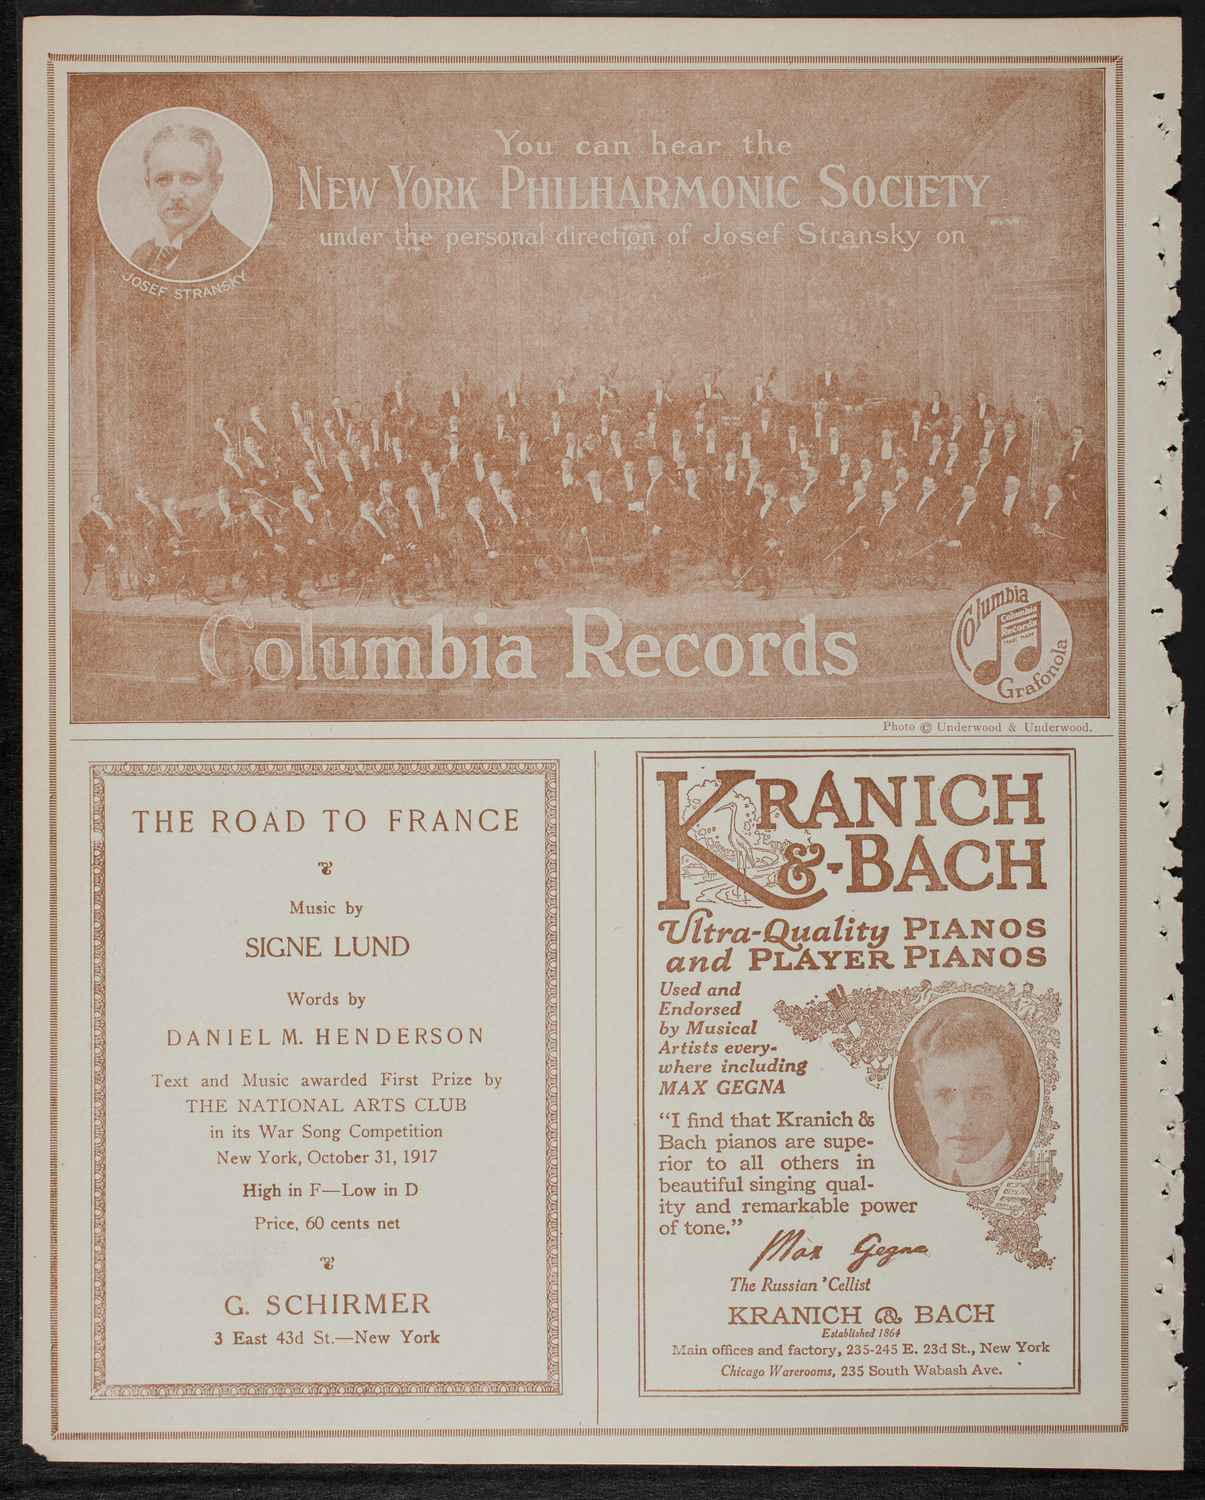 You can hear the
NEW YORK PHILHARMONIC SOCIETY
under the personal direction of Josef Stransky on
JOSEF STRANSKY
Columbia Records
Columbia
Columbia
Records
TRADE MARK
Grafonola
Photo © Underwood & Underwood.
THE ROAD TO FRANCE
Music by
SIGNE LUND
Words by
DANIEL M. HENDERSON
Text and Music awarded First Prize by
THE NATIONAL ARTS CLUB
in its War Song Competition
New York, October 31, 1917
High in F—Low in D
Price, 60 cents net
G. SCHIRMER
3 East 43d St.—New York
KRANICH
&-BACH
Ultra-Quality PIANOS
and PLAYER PIANOS
Used and
Endorsed
by Musical
Artists every-
where including
MAX GEGNA
"I find that Kranich &
Bach pianos are supe-
rior to all others in
beautiful singing qual-
ity and remarkable power
of tone."
Max Gegna
The Russian 'Cellist
KRANICH & BACH
Established 1864
Main offices and factory, 235-245 E. 23d St., New York
Chicago Warerooms, 235 South Wabash Ave.